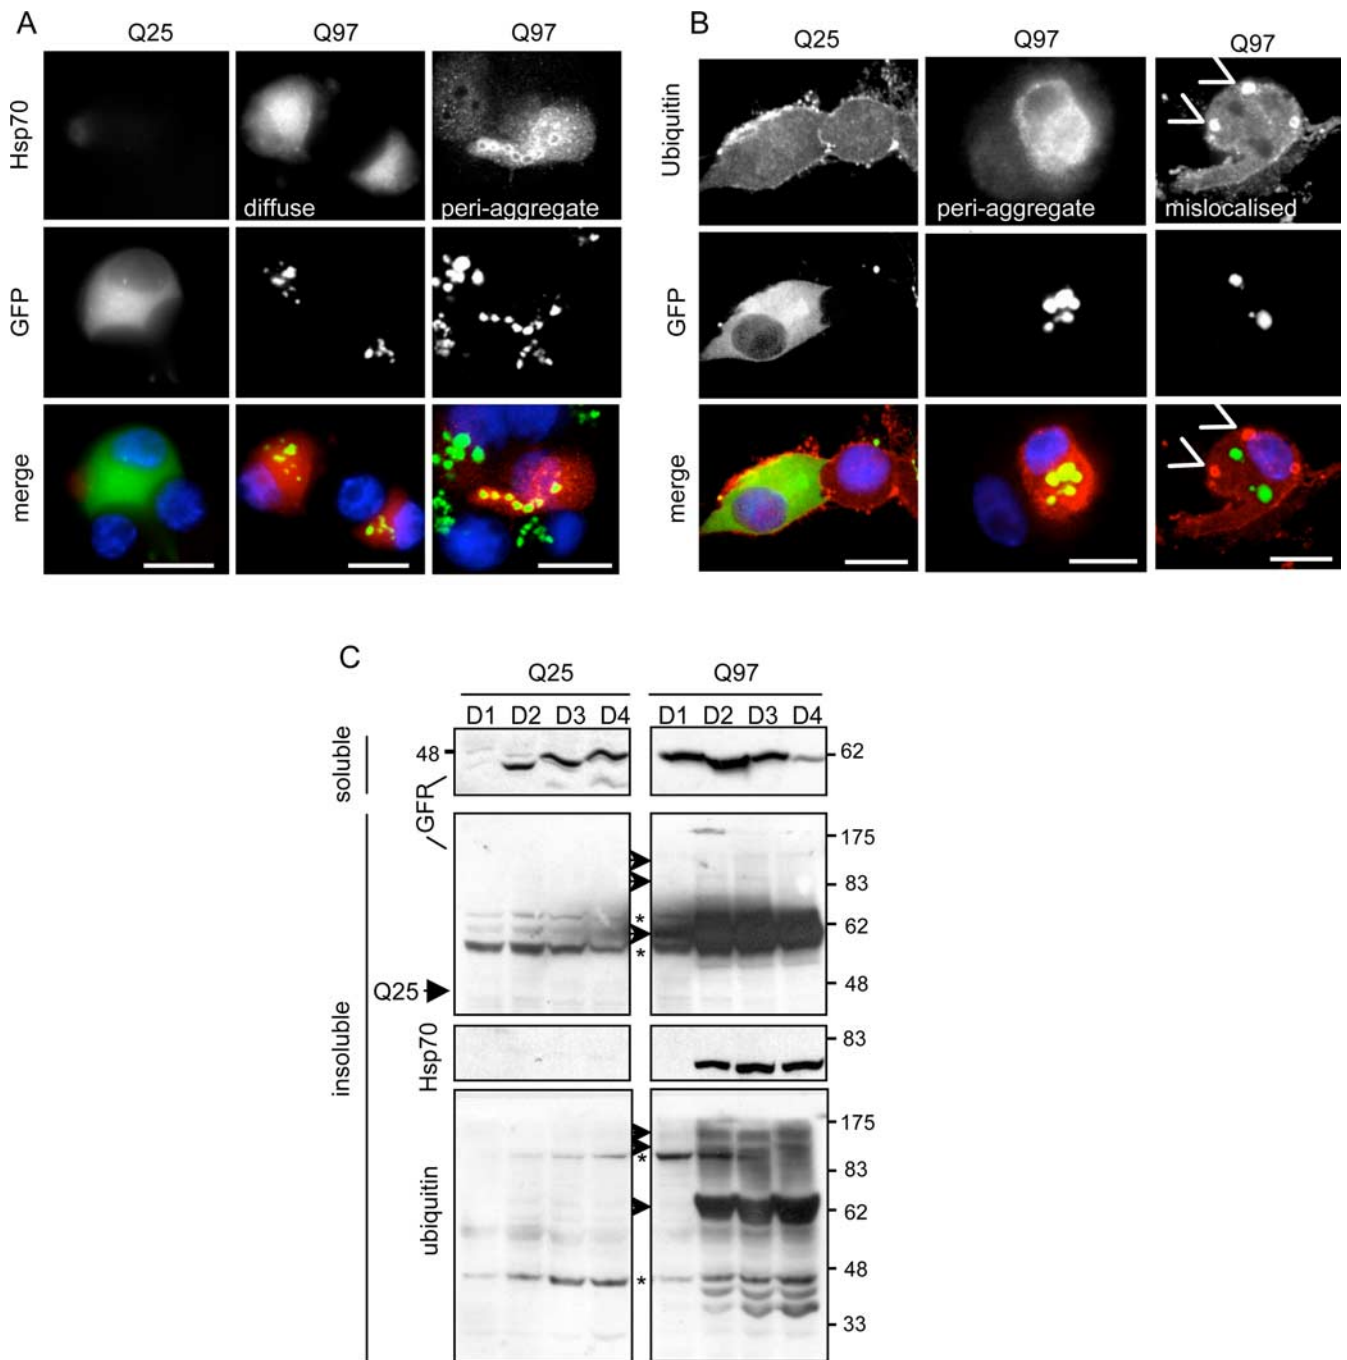 A
Q25
Q97
Q97
Hsp70
diffuse
peri-aggregate
GFP
merge
B
Q25
Q97
Q97
Ubiquitin
peri-aggregate
mislocalised
GFP
merge
C
Q25
Q97
D1 D2 D3 D4
D1 D2 D3 D4
soluble
48
62
GFP
insoluble
175
83
*
62
*
48
Q25
Hsp70
83
ubiquitin
175
*
83
62
48
*
33